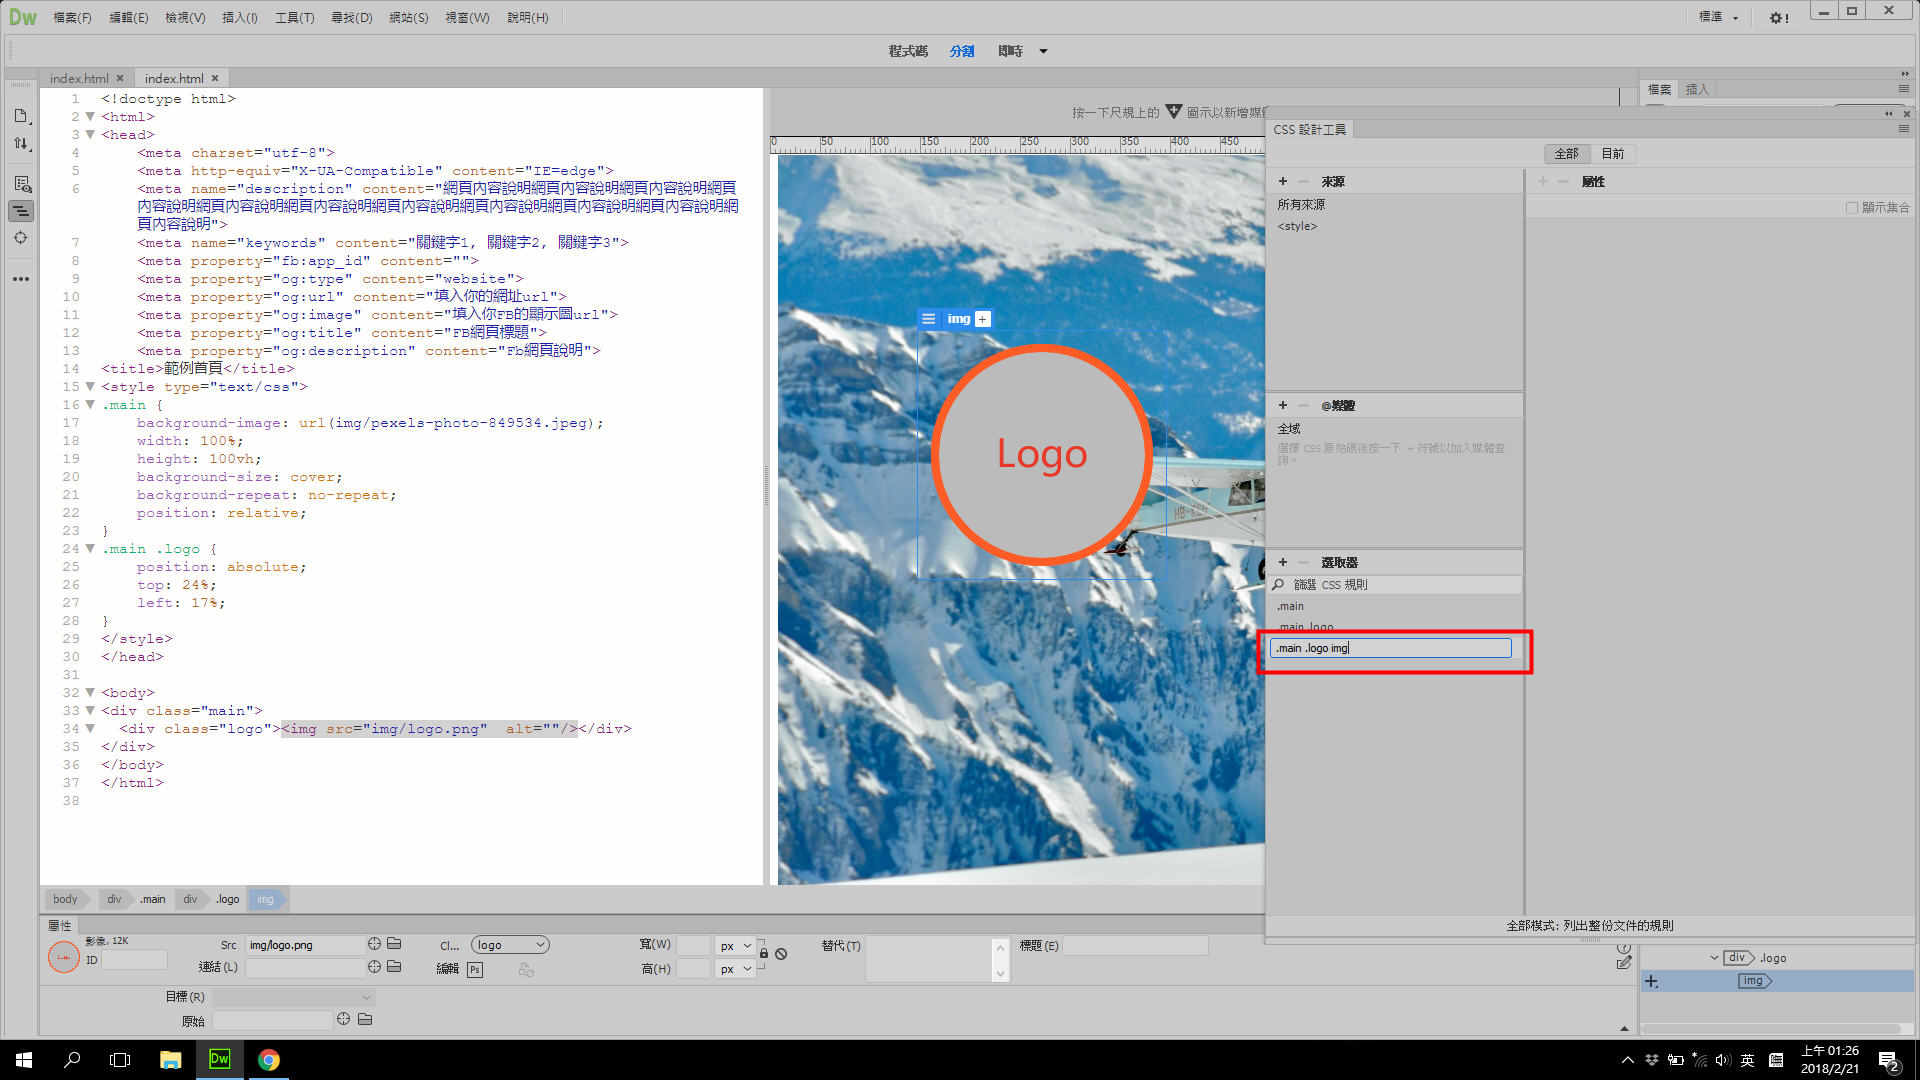 Dw 檔案(F) 編輯(E) 檢視(V) 插入(I) 工具(T) 尋找(D) 網站(S) 視窗(W) 說明(H) 標準 !
程式碼 分割 即時
index.html × index.html × 檔案 插入
1 <!doctype html>
2 <html>
3 <head>
4 <meta charset="utf-8">
5 <meta http-equiv="X-UA-Compatible" content="IE=edge">
6 <meta name="description" content="網頁內容說明網頁內容說明網頁內容說明網頁
內容說明網頁內容說明網頁內容說明網頁內容說明網頁內容說明網頁內容說明網頁內容說明網
頁內容說明">
7 <meta name="keywords" content="關鍵字1, 關鍵字2, 關鍵字3">
8 <meta property="fb:app_id" content="">
9 <meta property="og:type" content="website">
10 <meta property="og:url" content="填入你的網址url">
11 <meta property="og:image" content="填入你FB的顯示圖url">
12 <meta property="og:title" content="FB網頁標題">
13 <meta property="og:description" content="Fb網頁說明">
14 <title>範例首頁</title>
15 <style type="text/css">
16 .main {
17 background-image: url(img/pexels-photo-849534.jpeg);
18 width: 100%;
19 height: 100vh;
20 background-size: cover;
21 background-repeat: no-repeat;
22 position: relative;
23 }
24 .main .logo {
25 position: absolute;
26 top: 24%;
27 left: 17%;
28 }
29 </style>
30 </head>
31
32 <body>
33 <div class="main">
34 <div class="logo"><img src="img/logo.png"  alt=""/></div>
35 </div>
36 </body>
37 </html>
38
按一下尺規上的 圖示以新增媒體
0 50 100 150 200 250 300 350 400 450
img +
Logo
CSS 設計工具
全部 目前
+ − 來源
所有來源
<style>
+ − 屬性
顯示集合
+ − @媒體
全域
選擇 CSS 原始碼後按一下 + 符號以加入媒體查
詢。
+ − 選取器
篩選 CSS 規則
.main
.main .logo
.main .logo img
全部模式: 列出整份文件的規則
body div .main div .logo img
屬性
影像, 12K
ID
Src img/logo.png
連結(L)
Cl... logo
編輯 Ps
寬(W) px
高(H) px
替代(T)
標題(E)
目標(R)
原始
div .logo
img
Dw
英
上午 01:26
2018/2/21
2